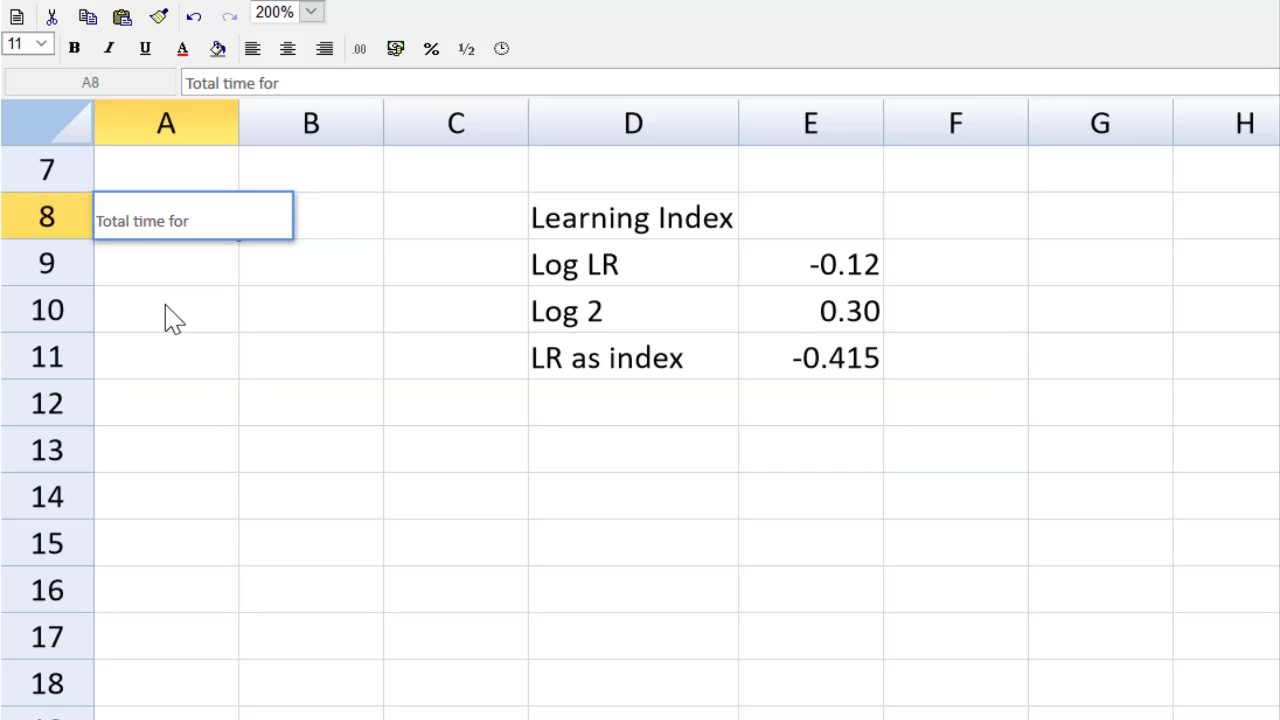 200%
11 B I U A .00 % 1/2
A8 Total time for
A B C D E F G H
7
8 Total time for Learning Index
9 Log LR -0.12
10 Log 2 0.30
11 LR as index -0.415
12
13
14
15
16
17
18